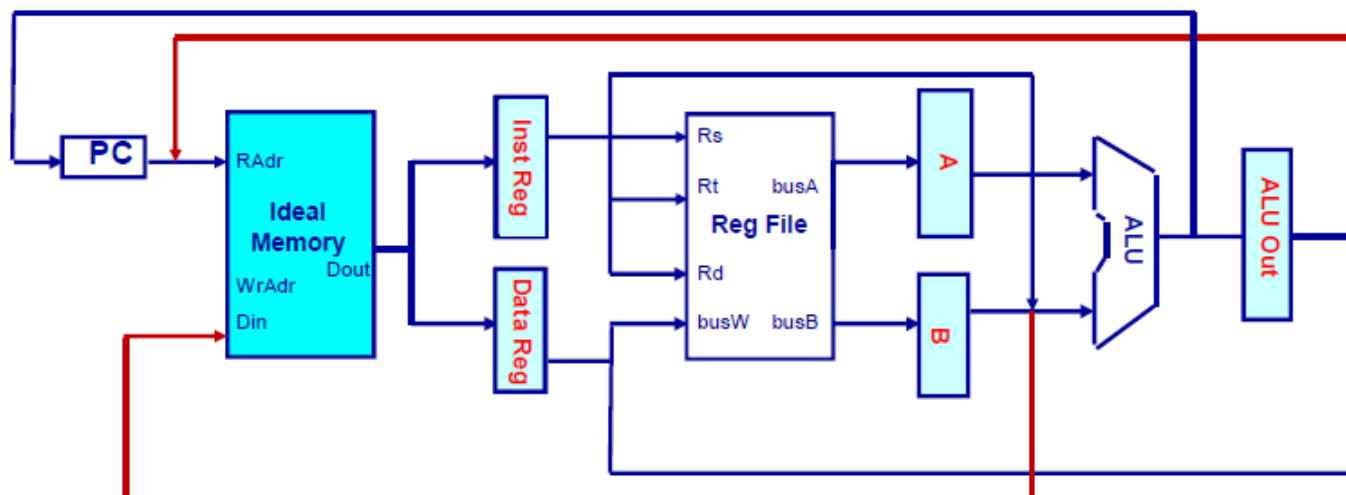 PC
RAdr
Ideal
Memory
Dout
WrAdr
Din
Inst Reg
Data Reg
Rs
Rt
busA
Reg File
Rd
busW
busB
A
B
ALU
ALU Out